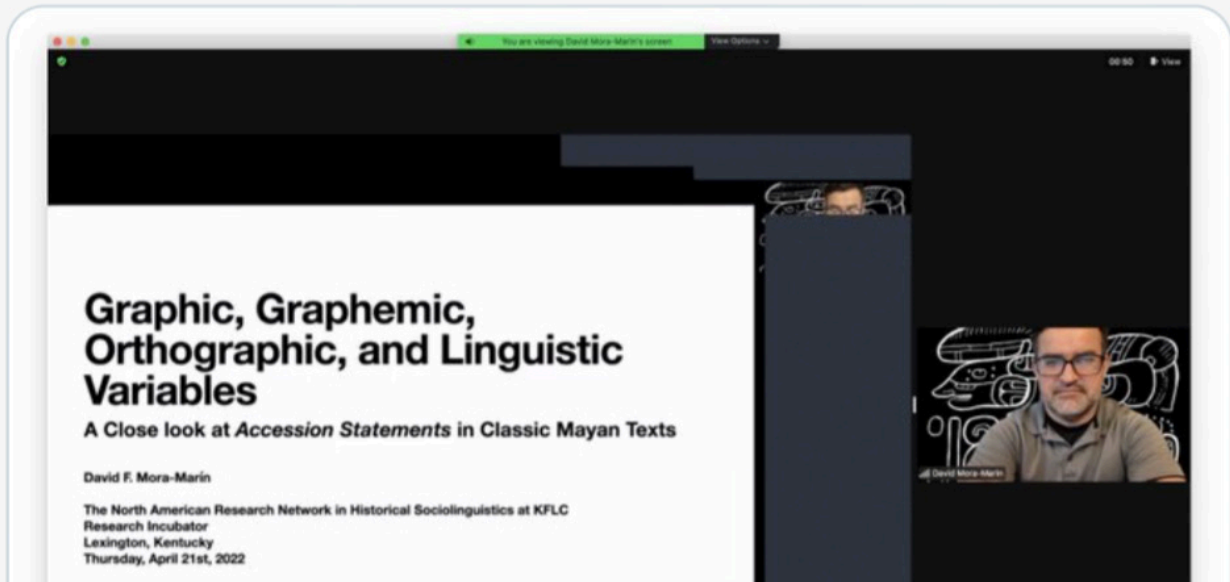 You are viewing David Mora-Marin's screen
View Options
00:50
View
Graphic, Graphemic,
Orthographic, and Linguistic
Variables
A Close look at Accession Statements in Classic Mayan Texts
David F. Mora-Marín
The North American Research Network in Historical Sociolinguistics at KFLC
Research Incubator
Lexington, Kentucky
Thursday, April 21st, 2022
David Mora-Marin